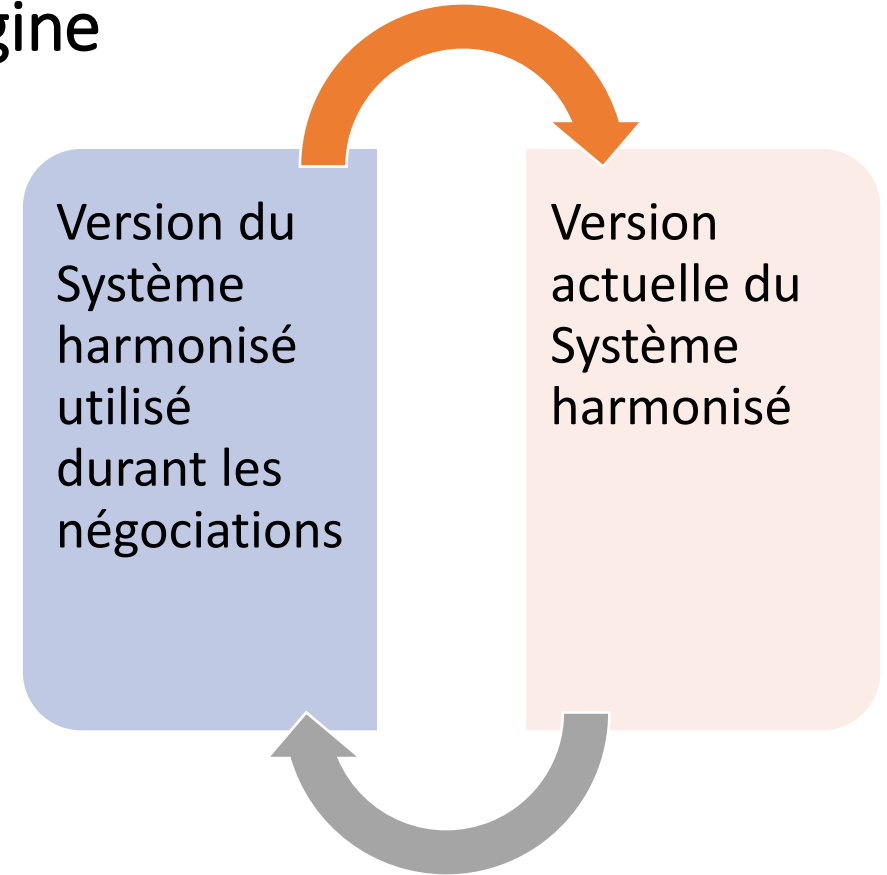 gine
Version du
Système
harmonisé
utilisé
durant les
négociations
Version
actuelle du
Système
harmonisé